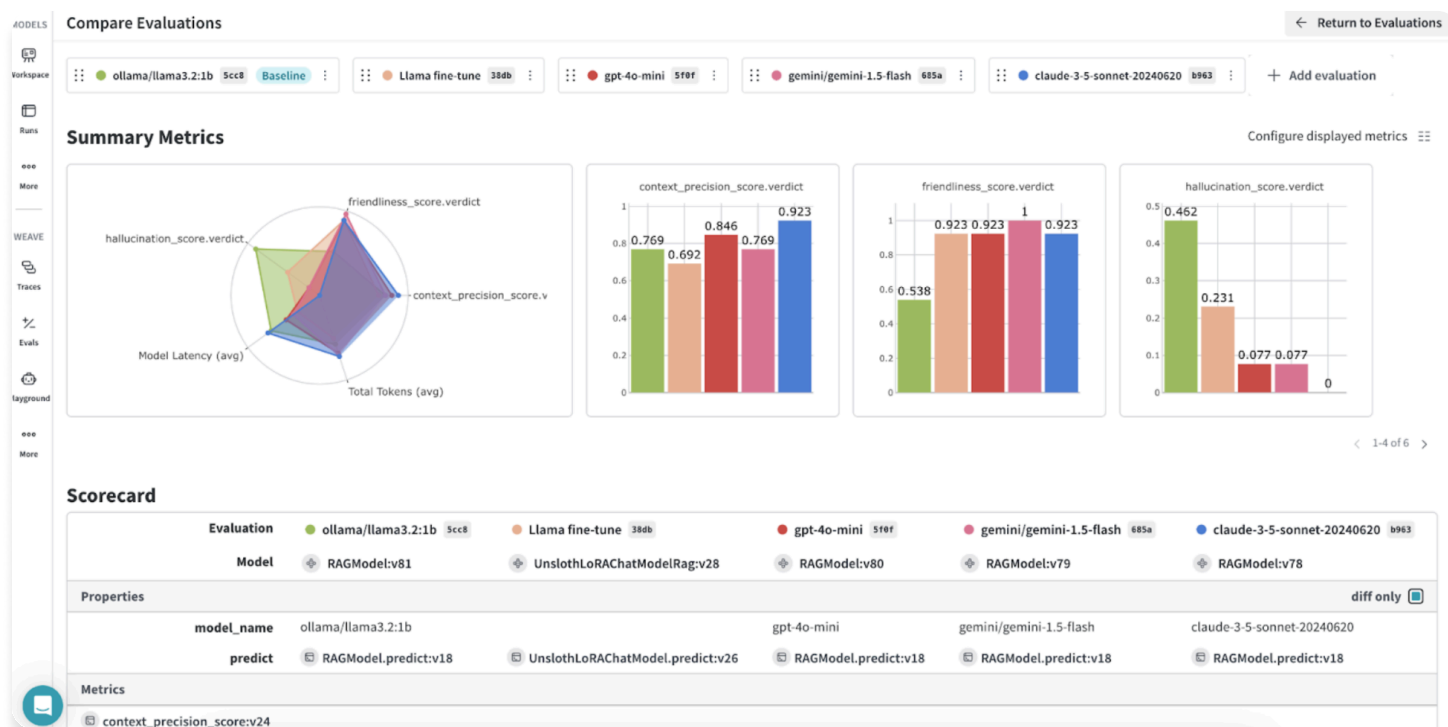 Compare Evaluations
Return to Evaluations
ollama/llama3.2:1b 5cc8 Baseline
Llama fine-tune 38db
gpt-4o-mini 5f0f
gemini/gemini-1.5-flash 685a
claude-3-5-sonnet-20240620 b963
+ Add evaluation
MODELS
Workspace
Runs
More
WEAVE
Traces
Evals
layground
More
Summary Metrics
Configure displayed metrics
friendliness_score.verdict
hallucination_score.verdict
context_precision_score.v
Model Latency (avg)
Total Tokens (avg)
context_precision_score.verdict
1
0.8
0.6
0.4
0.2
0
0.769
0.692
0.846
0.769
0.923
friendliness_score.verdict
1
0.8
0.6
0.4
0.2
0
0.538
0.923
0.923
1
0.923
hallucination_score.verdict
0.5
0.4
0.3
0.2
0.1
0
0.462
0.231
0.077
0.077
0
1-4 of 6
Scorecard
Evaluation ollama/llama3.2:1b 5cc8 Llama fine-tune 38db gpt-4o-mini 5f0f gemini/gemini-1.5-flash 685a claude-3-5-sonnet-20240620 b963
Model RAGModel:v81 UnslothLoRAChatModelRag:v28 RAGModel:v80 RAGModel:v79 RAGModel:v78
Properties diff only
model_name ollama/llama3.2:1b gpt-4o-mini gemini/gemini-1.5-flash claude-3-5-sonnet-20240620
predict RAGModel.predict:v18 UnslothLoRAChatModel.predict:v26 RAGModel.predict:v18 RAGModel.predict:v18 RAGModel.predict:v18
Metrics
context_precision_score:v24